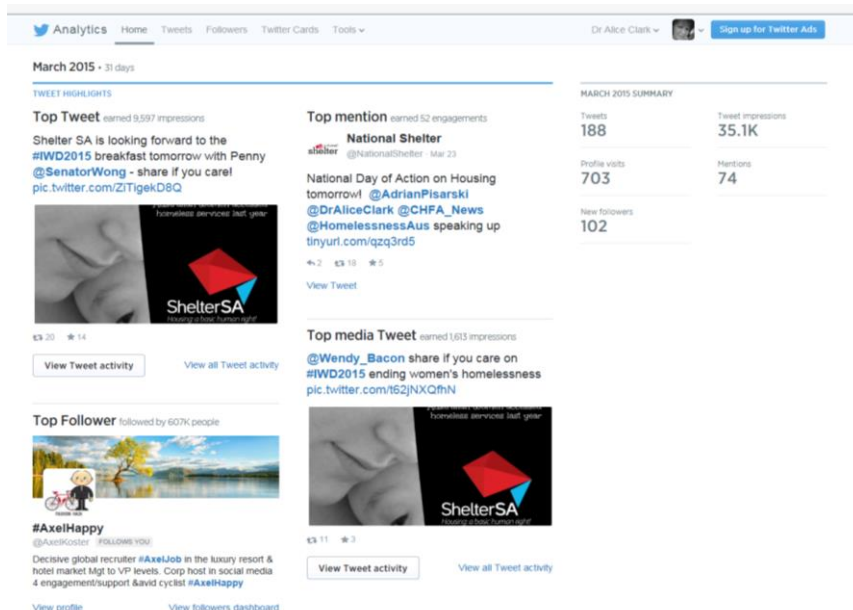 Analytics Home Tweets Followers Twitter Cards Tools
Dr Alice Clark
Sign up for Twitter Ads
March 2015 • 31 days
TWEET HIGHLIGHTS
Top Tweet earned 9,597 impressions
Shelter SA is looking forward to the
#IWD2015 breakfast tomorrow with Penny
@SenatorWong - share if you care!
pic.twitter.com/ZiTigekD8Q
homeless services last year
ShelterSA
Housing a basic human right!
20 14
View Tweet activity
View all Tweet activity
Top Follower followed by 607K people
#AxelHappy
@AxelKoster FOLLOWS YOU
Decisive global recruiter #AxelJob in the luxury resort &
hotel market Mgt to VP levels. Corp host in social media
4 engagement/support &avid cyclist #AxelHappy
View profile
View followers dashboard
Top mention earned 52 engagements
shelter
National Shelter
@NationalShelter · Mar 23
National Day of Action on Housing
tomorrow! @AdrianPisarski
@DrAliceClark @CHFA_News
@HomelessnessAus speaking up
tinyurl.com/qzq3rd5
2 18 5
View Tweet
Top media Tweet earned 1,613 impressions
@Wendy_Bacon share if you care on
#IWD2015 ending women's homelessness
pic.twitter.com/t62jNXQfhN
homeless services last year
ShelterSA
Housing a basic human right!
11 3
View Tweet activity
View all Tweet activity
MARCH 2015 SUMMARY
Tweets
188
Tweet impressions
35.1K
Profile visits
703
Mentions
74
New followers
102